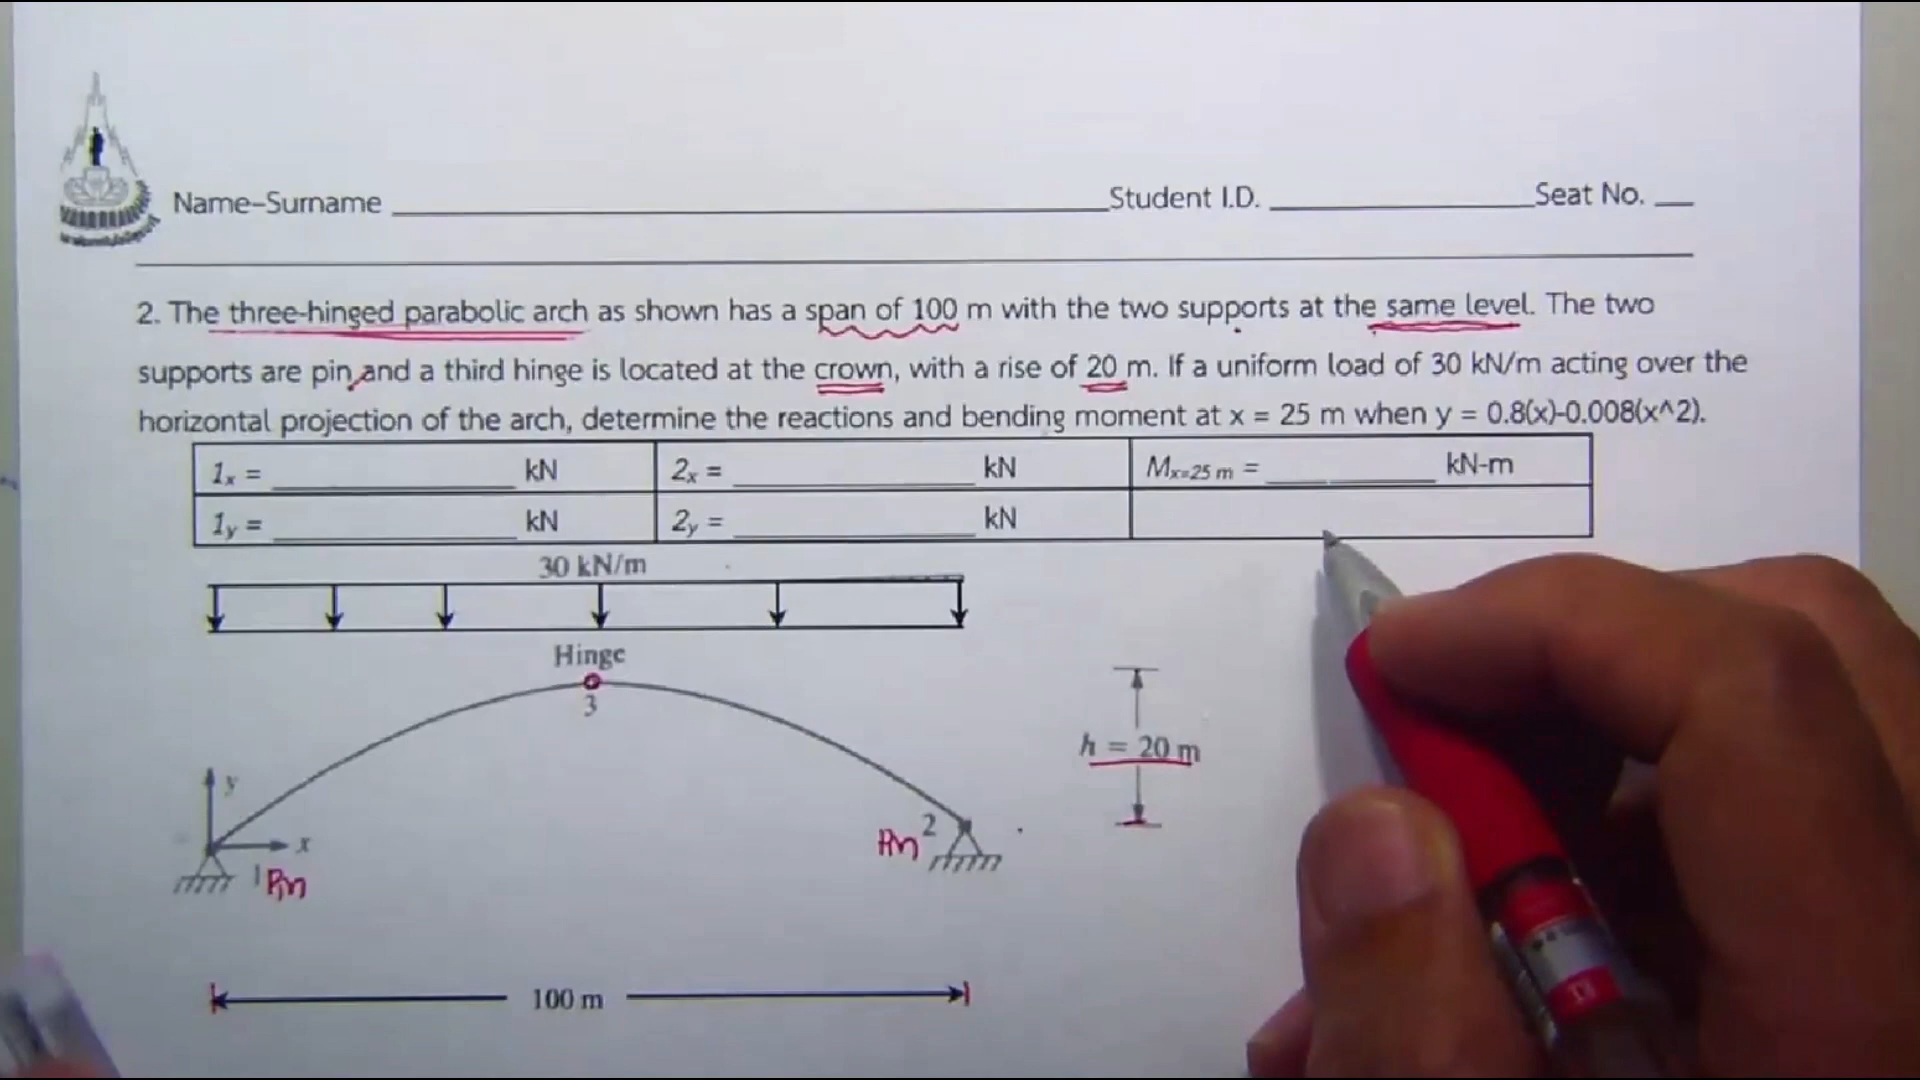 Name–Surname Student I.D. Seat No.
2. The three-hinged parabolic arch as shown has a span of 100 m with the two supports at the same level. The two
supports are pin and a third hinge is located at the crown, with a rise of 20 m. If a uniform load of 30 kN/m acting over the
horizontal projection of the arch, determine the reactions and bending moment at x = 25 m when y = 0.8(x)-0.008(x^2).
1x = kN 2x = kN Mx=25 m = kN-m
1y = kN 2y = kN
30 kN/m
Hinge
3
h = 20 m
y
x
1 Pin
Pin 2
100 m